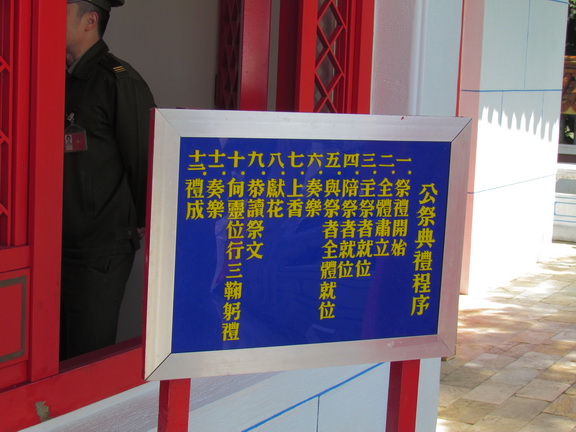 公祭典禮程序
一．祭禮開始
二．全體肅立
三．主祭者就位
四．陪祭者就位
五．與祭者全體就位
六．奏樂
七．上香
八．獻花
九．恭讀祭文
十．向靈位行三鞠躬禮
十一．奏樂
十二．禮成